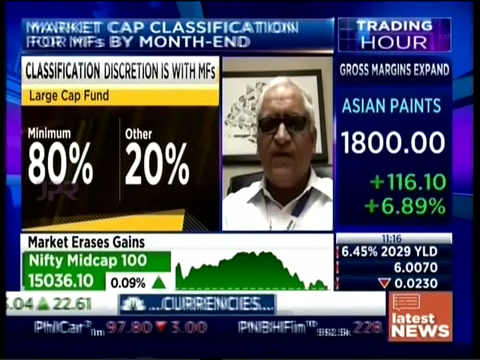 MARKET CAP CLASSIFICATION
FOR MFs BY MONTH-END
TRADING
HOUR
CLASSIFICATION DISCRETION IS WITH MFs
Large Cap Fund
Minimum
80%
Other
20%
JPR
GROSS MARGINS EXPAND
ASIAN PAINTS
1800.00
+116.10
+6.89%
Market Erases Gains
Nifty Midcap 100
15036.10 0.09%
11:16
6.45% 2029 YLD
6.0070
0.0230
3.04 22.61
...CURRENCIES...
latest
NEWS
97.80 3.00
228